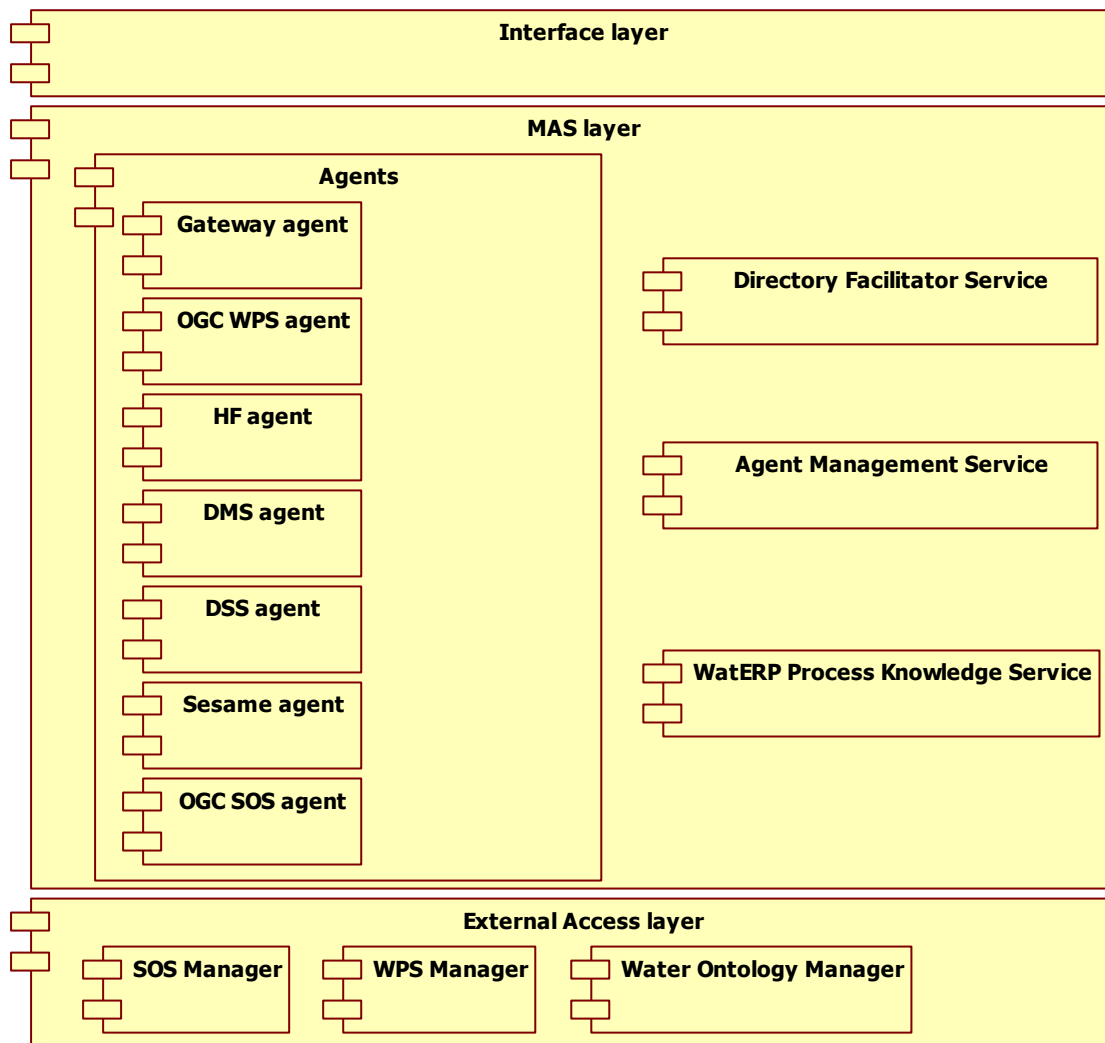 Interface layer
MAS layer
Agents
Gateway agent
OGC WPS agent
HF agent
DMS agent
DSS agent
Sesame agent
OGC SOS agent
Directory Facilitator Service
Agent Management Service
WatERP Process Knowledge Service
External Access layer
SOS Manager
WPS Manager
Water Ontology Manager